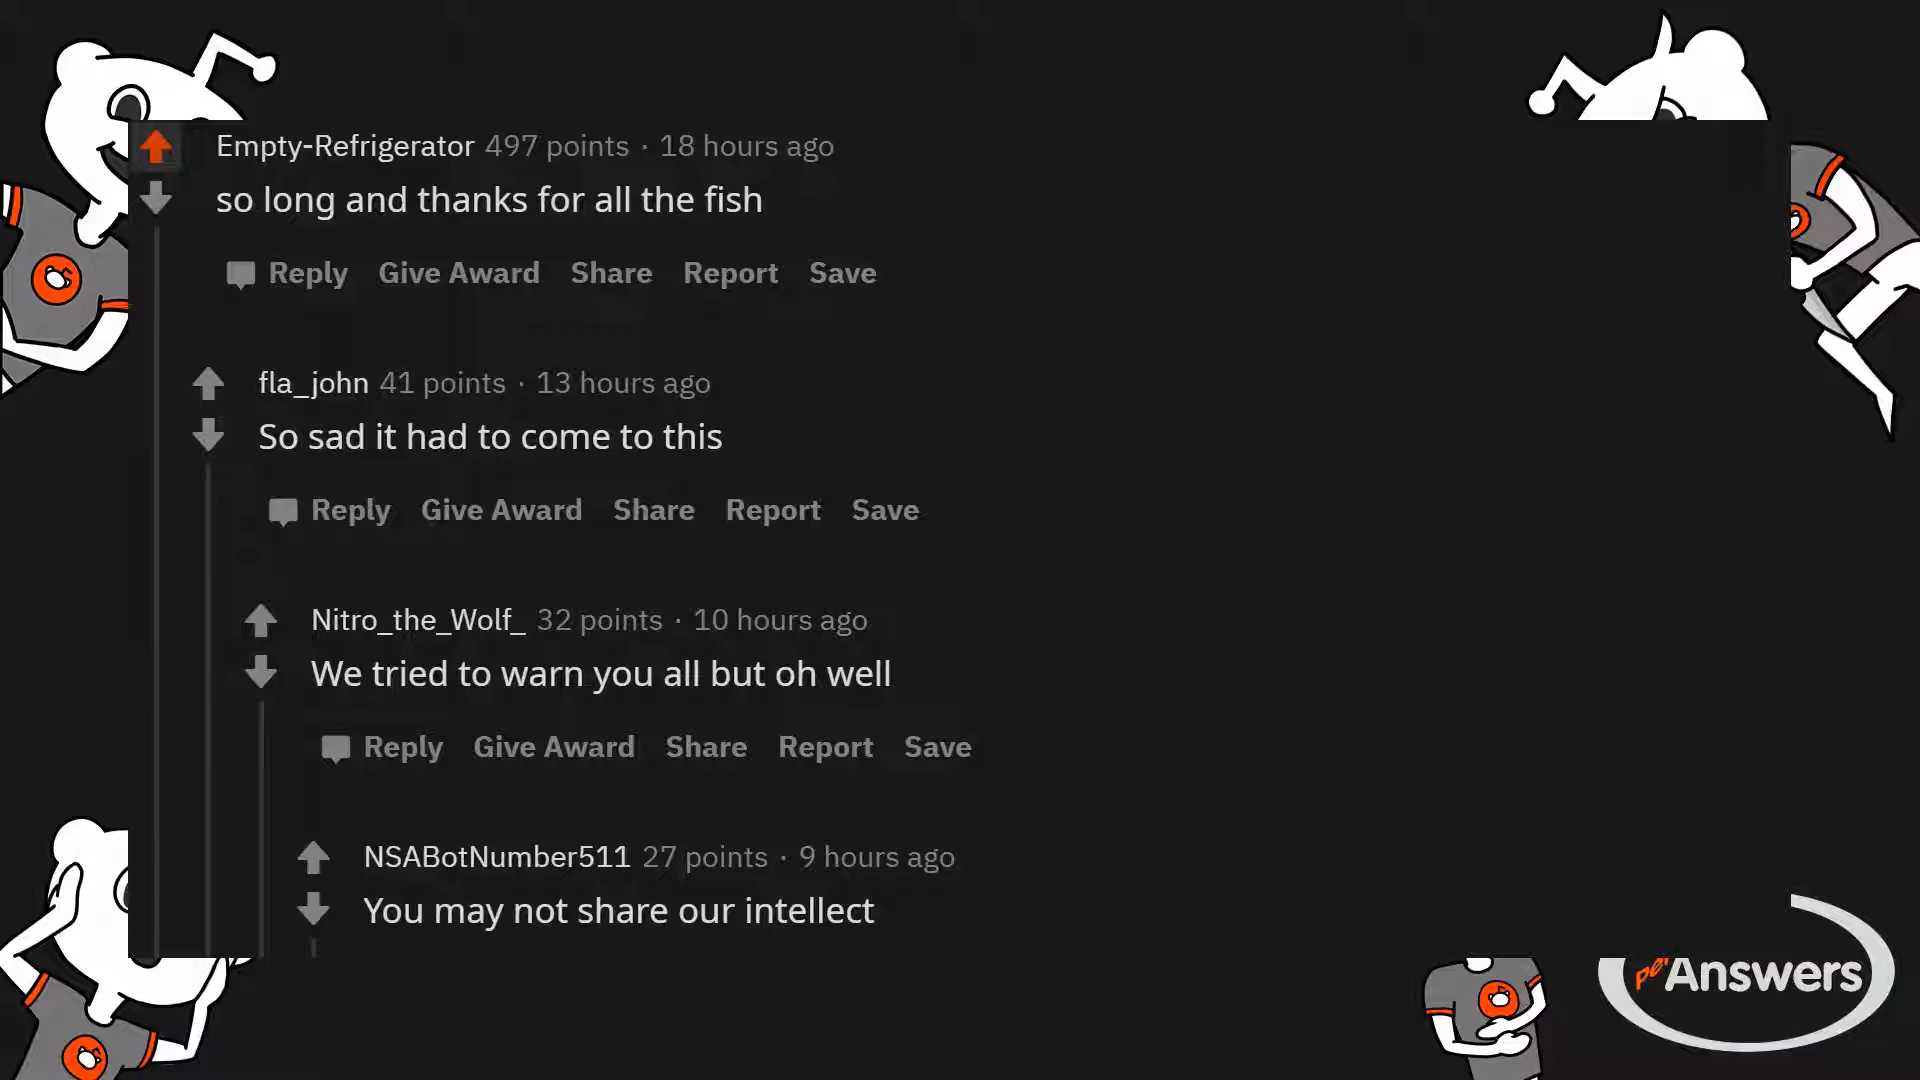 Empty-Refrigerator 497 points · 18 hours ago
so long and thanks for all the fish
Reply Give Award Share Report Save
fla_john 41 points · 13 hours ago
So sad it had to come to this
Reply Give Award Share Report Save
Nitro_the_Wolf_ 32 points · 10 hours ago
We tried to warn you all but oh well
Reply Give Award Share Report Save
NSABotNumber511 27 points · 9 hours ago
You may not share our intellect
Answers